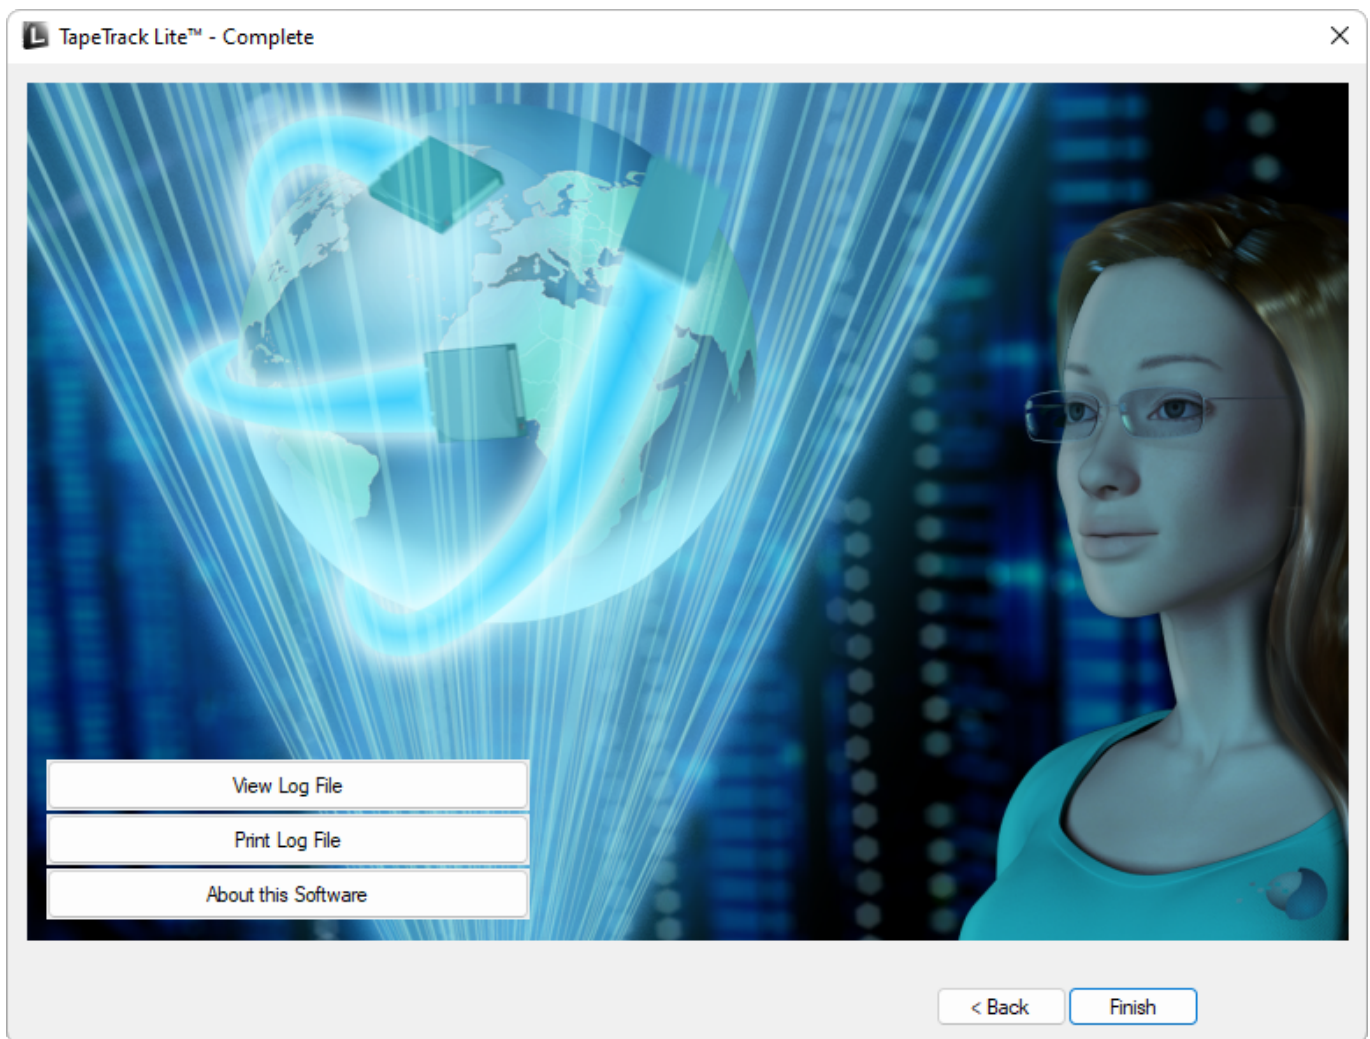 TapeTrack Lite™ - Complete
View Log File
Print Log File
About this Software
< Back
Finish